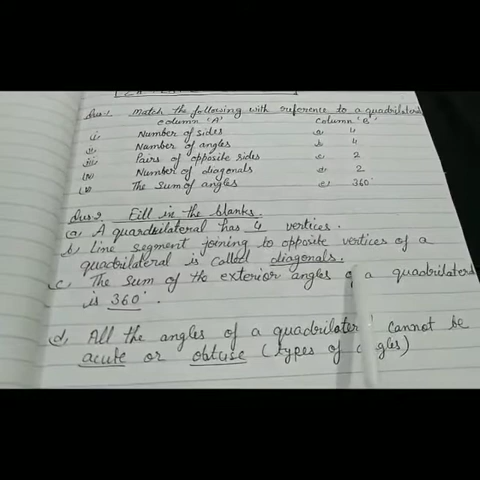 Ans-1. Match the following with reference to a quadrilateral
Column 'A' Column 'B'
(i) Number of sides a) 4
(ii) Number of angles b) 4
(iii) Pairs of opposite sides c) 2
(iv) Number of diagonals d) 2
(v) The sum of angles e) 360°
Ans-2 Fill in the blanks.
(a) A quardrilateral has 4 vertices.
b) Line segment joining to opposite vertices of a
quadrilateral is called diagonals.
c) The sum of the exterior angles of a quadrilateral
is 360°.
(d) All the angles of a quadrilateral cannot be
acute or obtuse (types of angles)